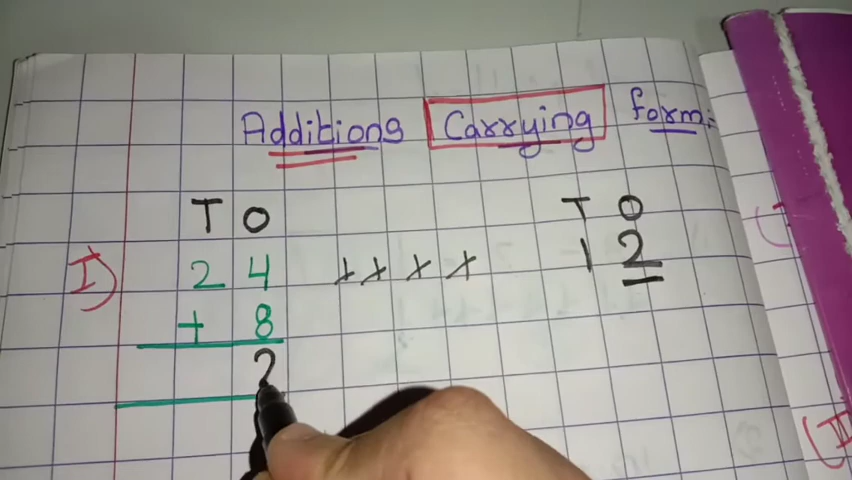 Additions Carrying form:
T O T O
I) 2 4 ++++ 1 2
+ 8
2